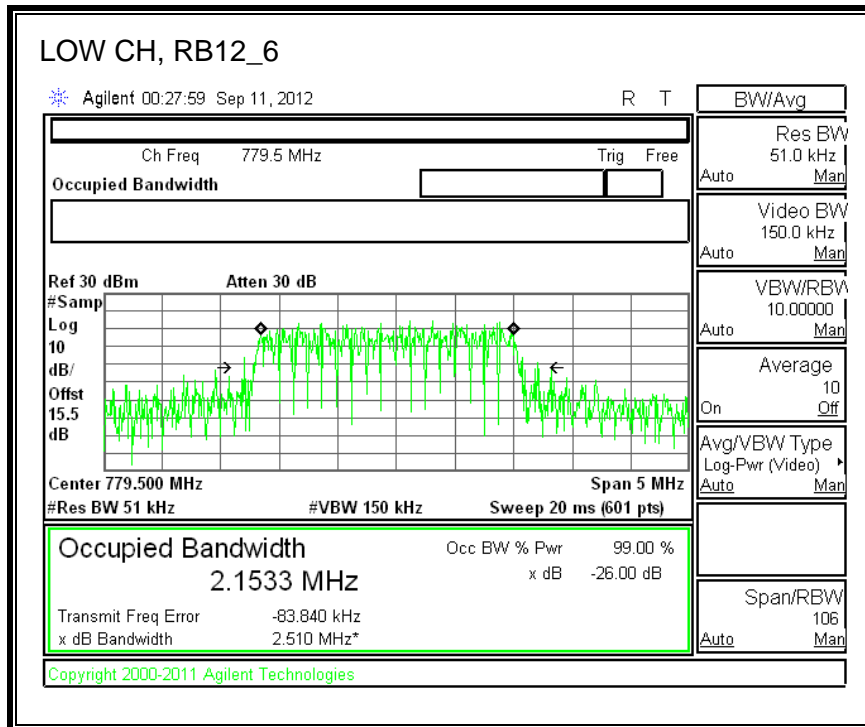 LOW CH, RB12_6
Agilent 00:27:59 Sep 11, 2012 R T
Ch Freq 779.5 MHz Trig Free
Occupied Bandwidth
Ref 30 dBm Atten 30 dB
#Samp
Log
10
dB/
Offst
15.5
dB
Center 779.500 MHz Span 5 MHz
#Res BW 51 kHz #VBW 150 kHz Sweep 20 ms (601 pts)
Occupied Bandwidth
2.1533 MHz
Occ BW % Pwr 99.00 %
x dB -26.00 dB
Transmit Freq Error -83.840 kHz
x dB Bandwidth 2.510 MHz*
Copyright 2000-2011 Agilent Technologies
BW/Avg
Res BW
51.0 kHz
Auto Man
Video BW
150.0 kHz
Auto Man
VBW/RBW
10.00000
Auto Man
Average
10
On Off
Avg/VBW Type
Log-Pwr (Video)
Auto Man
Span/RBW
106
Auto Man